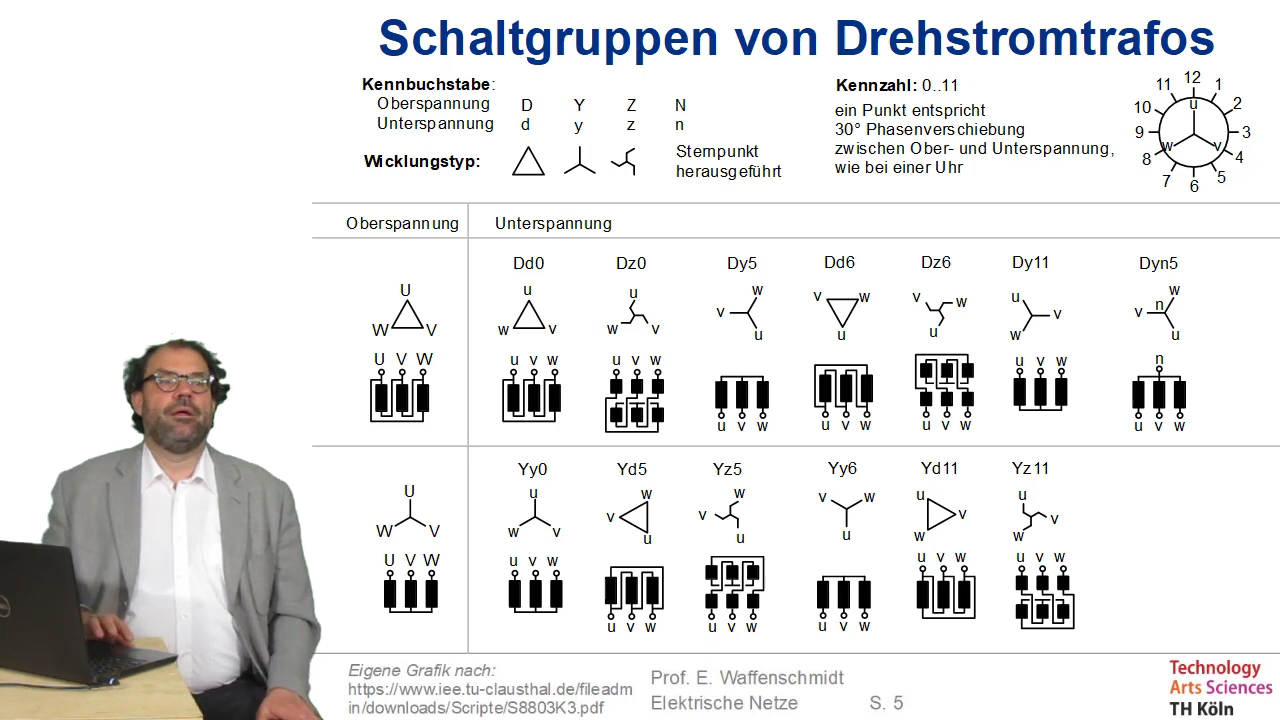 Schaltgruppen von Drehstromtrafos
Kennbuchstabe:
Oberspannung D Y Z N
Unterspannung d y z n
Wicklungstyp:
Sternpunkt
herausgeführt
Kennzahl: 0..11
ein Punkt entspricht
30° Phasenverschiebung
zwischen Ober- und Unterspannung,
wie bei einer Uhr
12
11 1
10 u 2
9 3
8 w v 4
7 5
6
Oberspannung Unterspannung
Dd0 Dz0 Dy5 Dd6 Dz6 Dy11 Dyn5
U u u w v w v w u w
v v n
W V w v w v u u u w u
U V W u v w u v w u v w n
u v w u v w u v w u v w
Yy0 Yd5 Yz5 Yy6 Yd11 Yz11
U u w w v w u u
v v v v
W V w v u u u w w
U V W u v w u v w u v w
u v w u v w u v w
Eigene Grafik nach:
https://www.iee.tu-clausthal.de/fileadm
in/downloads/Scripte/S8803K3.pdf
Prof. E. Waffenschmidt
Elektrische Netze S. 5
Technology
Arts Sciences
TH Köln